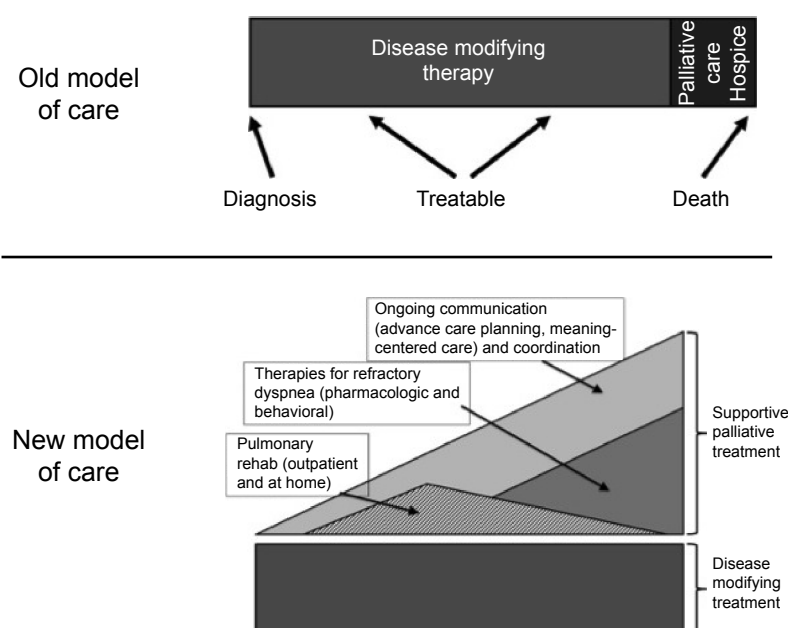 Old model
of care
Disease modifying
therapy
Palliative
care
Hospice
Diagnosis
Treatable
Death
New model
of care
Ongoing communication
(advance care planning, meaning-
centered care) and coordination
Therapies for refractory
dyspnea (pharmacologic and
behavioral)
Pulmonary
rehab (outpatient
and at home)
Supportive
palliative
treatment
Disease
modifying
treatment